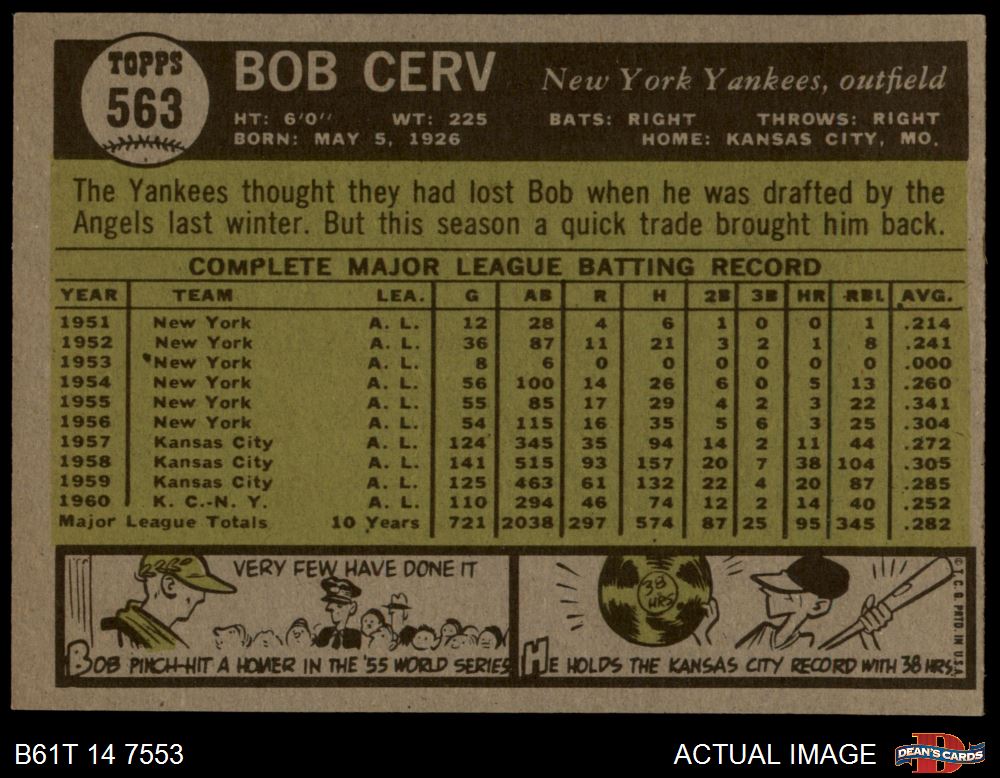 TOPPS
563
BOB CERV New York Yankees, outfield
HT: 6'0" WT: 225 BATS: RIGHT THROWS: RIGHT
BORN: MAY 5, 1926 HOME: KANSAS CITY, MO.
The Yankees thought they had lost Bob when he was drafted by the
Angels last winter. But this season a quick trade brought him back.
COMPLETE MAJOR LEAGUE BATTING RECORD
YEAR TEAM LEA. G AB R H 2B 3B HR RBI AVG.
1951 New York A. L. 12 28 4 6 1 0 0 1 .214
1952 New York A. L. 36 87 11 21 3 2 1 8 .241
1953 New York A. L. 8 6 0 0 0 0 0 0 .000
1954 New York A. L. 56 100 14 26 6 0 5 13 .260
1955 New York A. L. 55 85 17 29 4 2 3 22 .341
1956 New York A. L. 54 115 16 35 5 6 3 25 .304
1957 Kansas City A. L. 124 345 35 94 14 2 11 44 .272
1958 Kansas City A. L. 141 515 93 157 20 7 38 104 .305
1959 Kansas City A. L. 125 463 61 132 22 4 20 87 .285
1960 K. C.-N. Y. A. L. 110 294 46 74 12 2 14 40 .252
Major League Totals 10 Years 721 2038 297 574 87 25 95 345 .282
VERY FEW HAVE DONE IT
BOB PINCH-HIT A HOMER IN THE '55 WORLD SERIES
38
HRS
HE HOLDS THE KANSAS CITY RECORD WITH 38 HRS.
© T.C.G. PRTD. IN U.S.A.
B61T 14 7553 ACTUAL IMAGE
DEAN'S CARDS